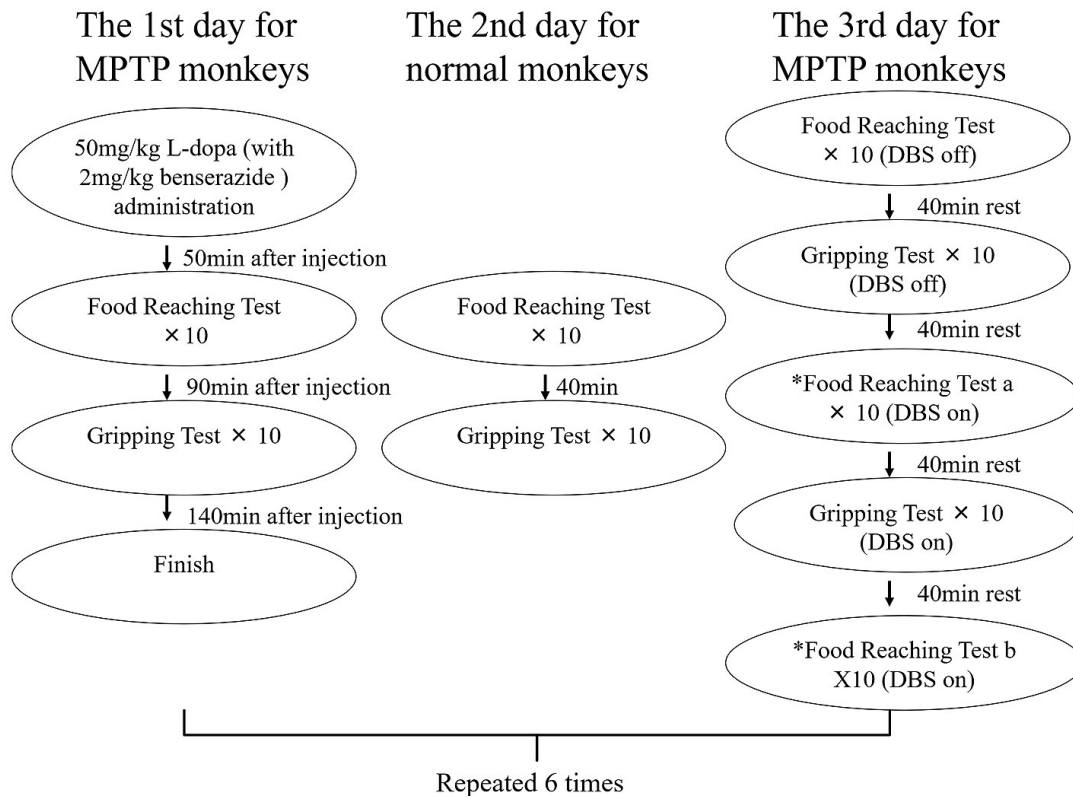 The 1st day for
MPTP monkeys
50mg/kg L-dopa (with
2mg/kg benserazide )
administration
50min after injection
Food Reaching Test
×10
90min after injection
Gripping Test × 10
140min after injection
Finish
The 2nd day for
normal monkeys
Food Reaching Test
× 10
40min
Gripping Test × 10
The 3rd day for
MPTP monkeys
Food Reaching Test
× 10 (DBS off)
40min rest
Gripping Test × 10
(DBS off)
40min rest
*Food Reaching Test a
× 10 (DBS on)
40min rest
Gripping Test × 10
(DBS on)
40min rest
*Food Reaching Test b
X10 (DBS on)
Repeated 6 times